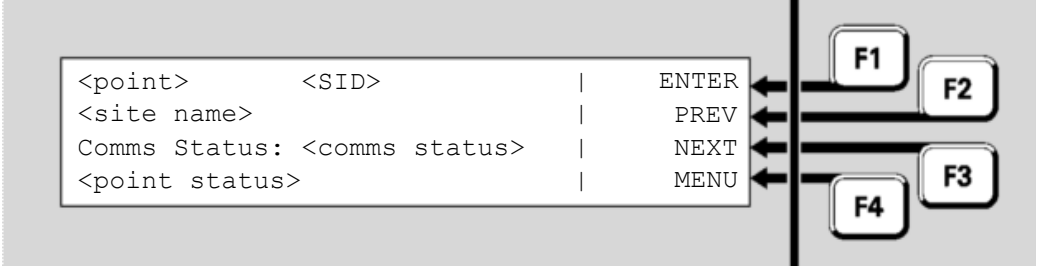 <point> <SID> | ENTER
<site name> | PREV
Comms Status: <comms status> | NEXT
<point status> | MENU
F1
F2
F3
F4